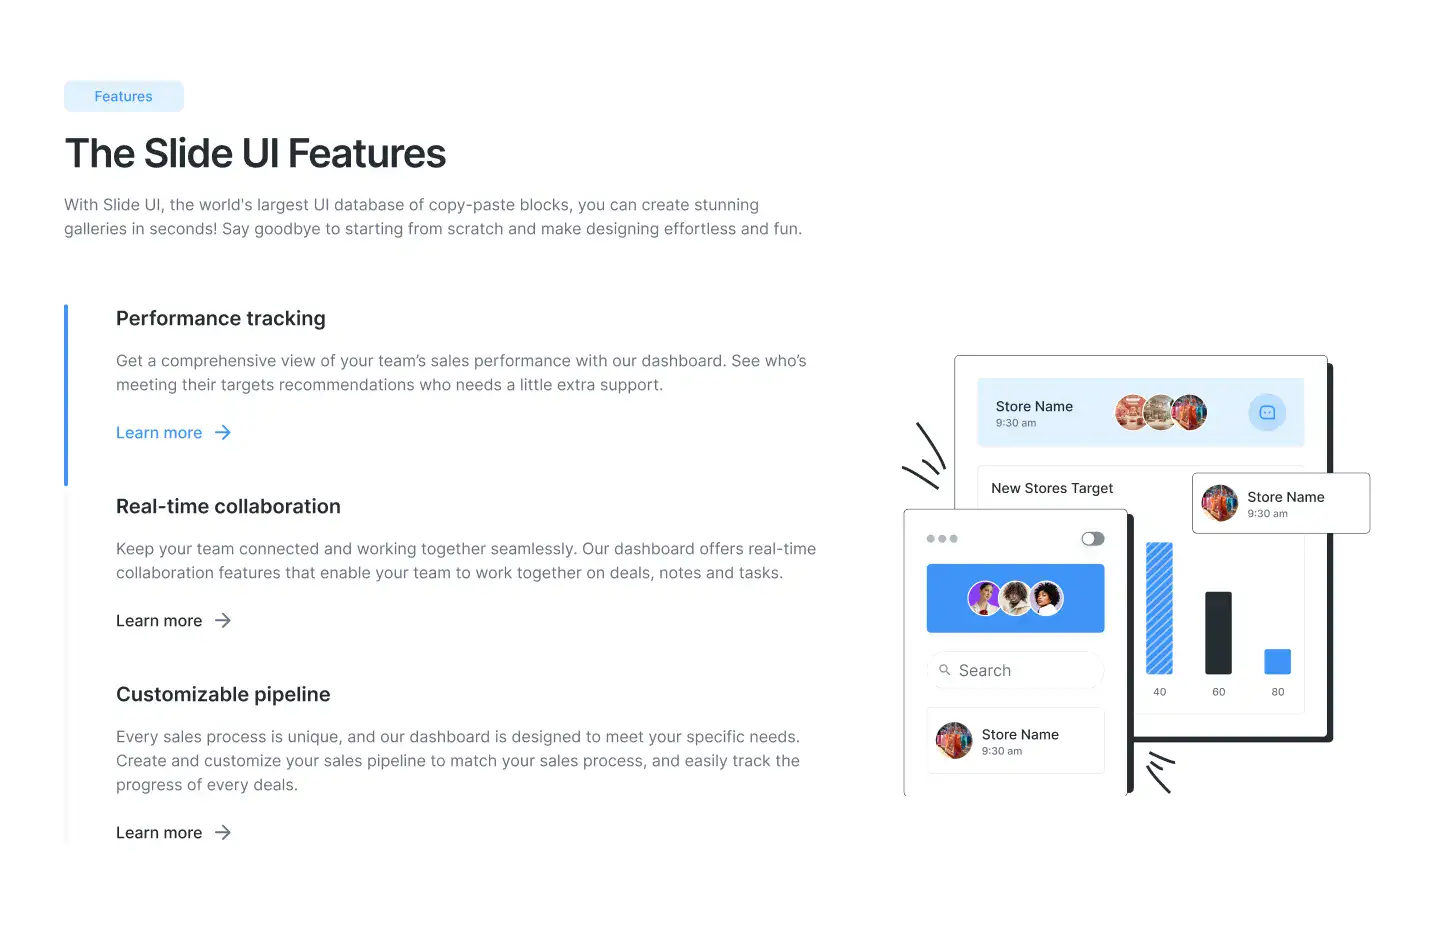 Features
The Slide UI Features
With Slide UI, the world's largest UI database of copy-paste blocks, you can create stunning
galleries in seconds! Say goodbye to starting from scratch and make designing effortless and fun.
Performance tracking
Get a comprehensive view of your team’s sales performance with our dashboard. See who’s
meeting their targets recommendations who needs a little extra support.
Learn more
Real-time collaboration
Keep your team connected and working together seamlessly. Our dashboard offers real-time
collaboration features that enable your team to work together on deals, notes and tasks.
Learn more
Customizable pipeline
Every sales process is unique, and our dashboard is designed to meet your specific needs.
Create and customize your sales pipeline to match your sales process, and easily track the
progress of every deals.
Learn more
Store Name
9:30 am
New Stores Target
Store Name
9:30 am
40 60 80
Search
Store Name
9:30 am